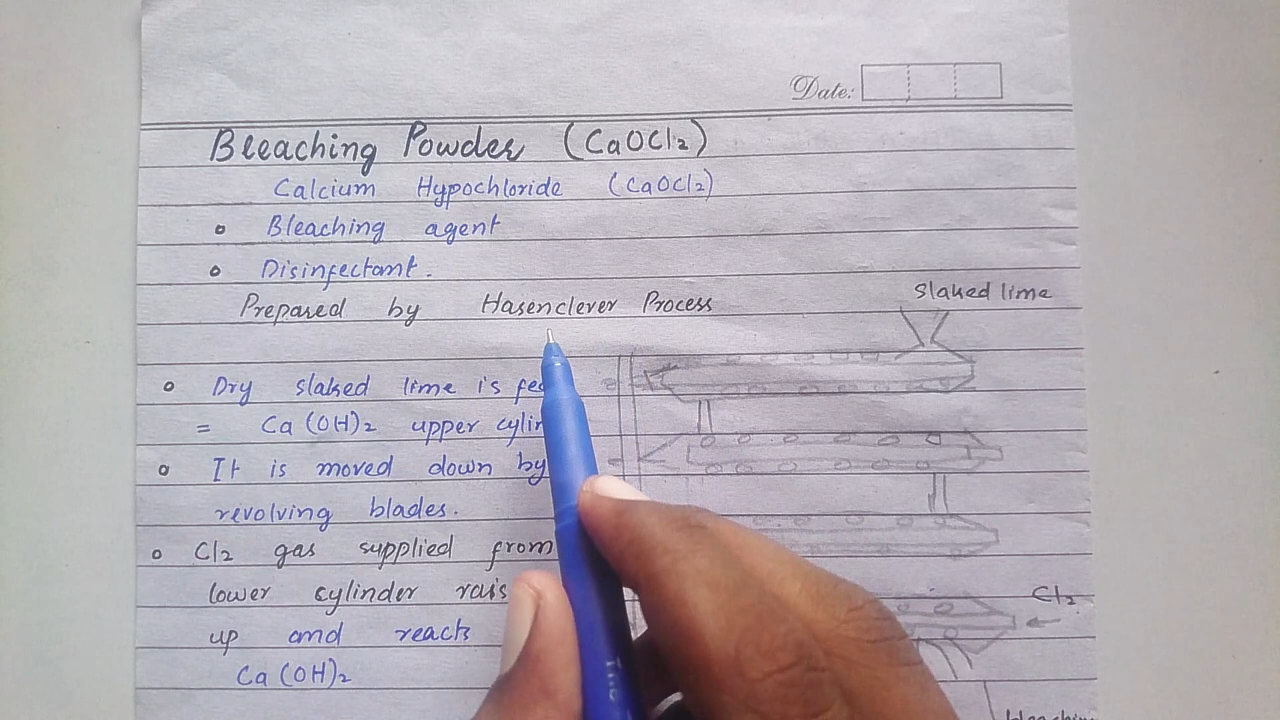 Date:
Bleaching Powder (CaOCl2)
Calcium Hypochloride (CaOCl2)
Bleaching agent
Disinfectant.
Prepared by Hasenclever Process
Slaked lime
Dry slaked lime is
= Ca(OH)2 upper
It is moved down by
revolving blades.
Cl2 gas supplied from
lower cylinder
Cl2
up and reacts
Ca(OH)2